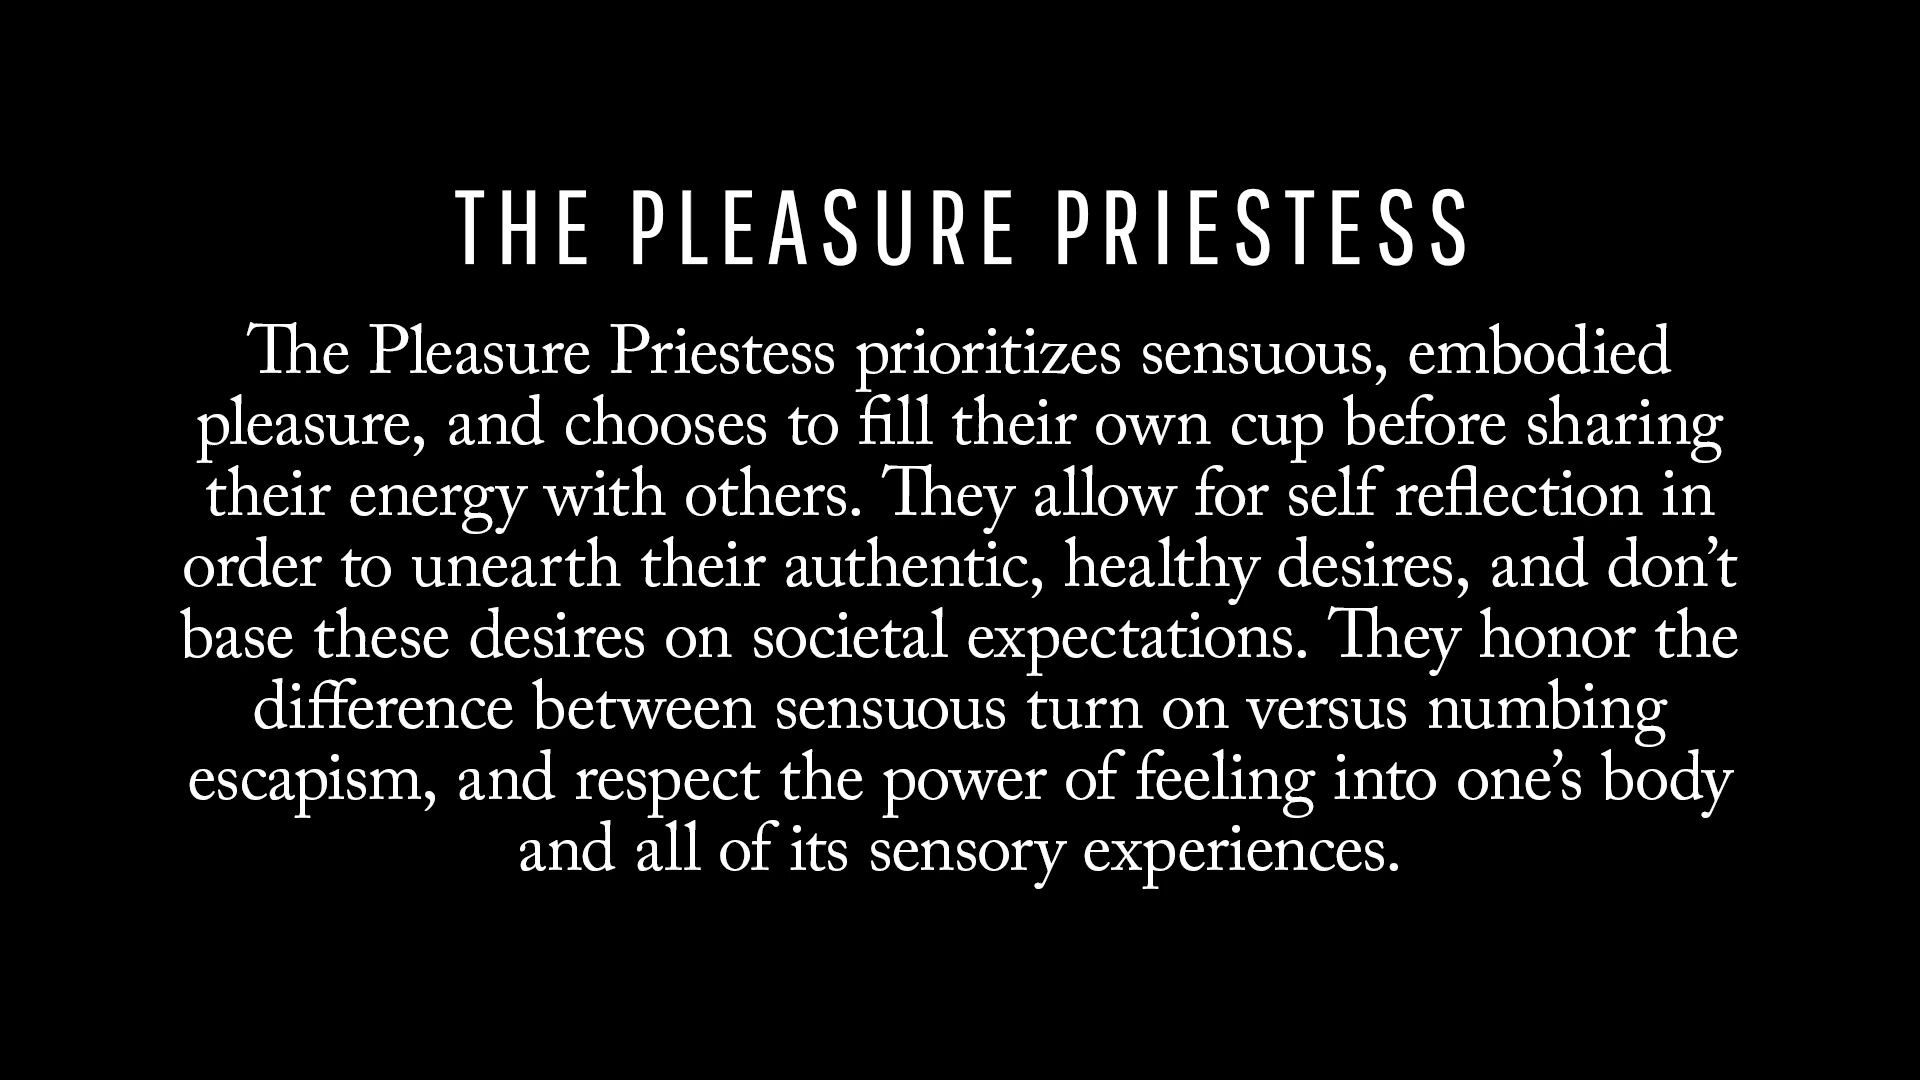 THE PLEASURE PRIESTESS
The Pleasure Priestess prioritizes sensuous, embodied
pleasure, and chooses to fill their own cup before sharing
their energy with others. They allow for self reflection in
order to unearth their authentic, healthy desires, and don’t
base these desires on societal expectations. They honor the
difference between sensuous turn on versus numbing
escapism, and respect the power of feeling into one’s body
and all of its sensory experiences.